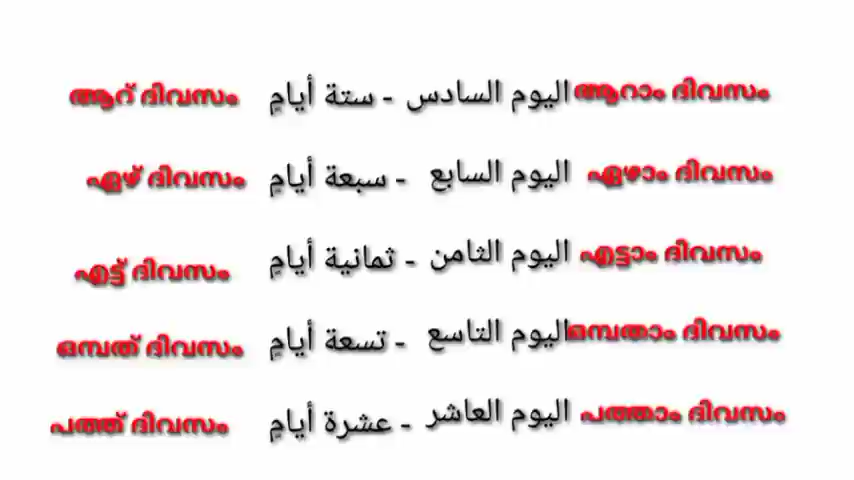 ആറ് ദിവസം ستة أيامٍ - اليوم السادس ആറാം ദിവസം
ഏഴ് ദിവസം سبعة أيامٍ - اليوم السابع ഏഴാം ദിവസം
എട്ട് ദിവസം ثمانية أيامٍ - اليوم الثامن എട്ടാം ദിവസം
ഒമ്പത് ദിവസം تسعة أيامٍ - اليوم التاسع ഒമ്പതാം ദിവസം
പത്ത് ദിവസം عشرة أيامٍ - اليوم العاشر പത്താം ദിവസം